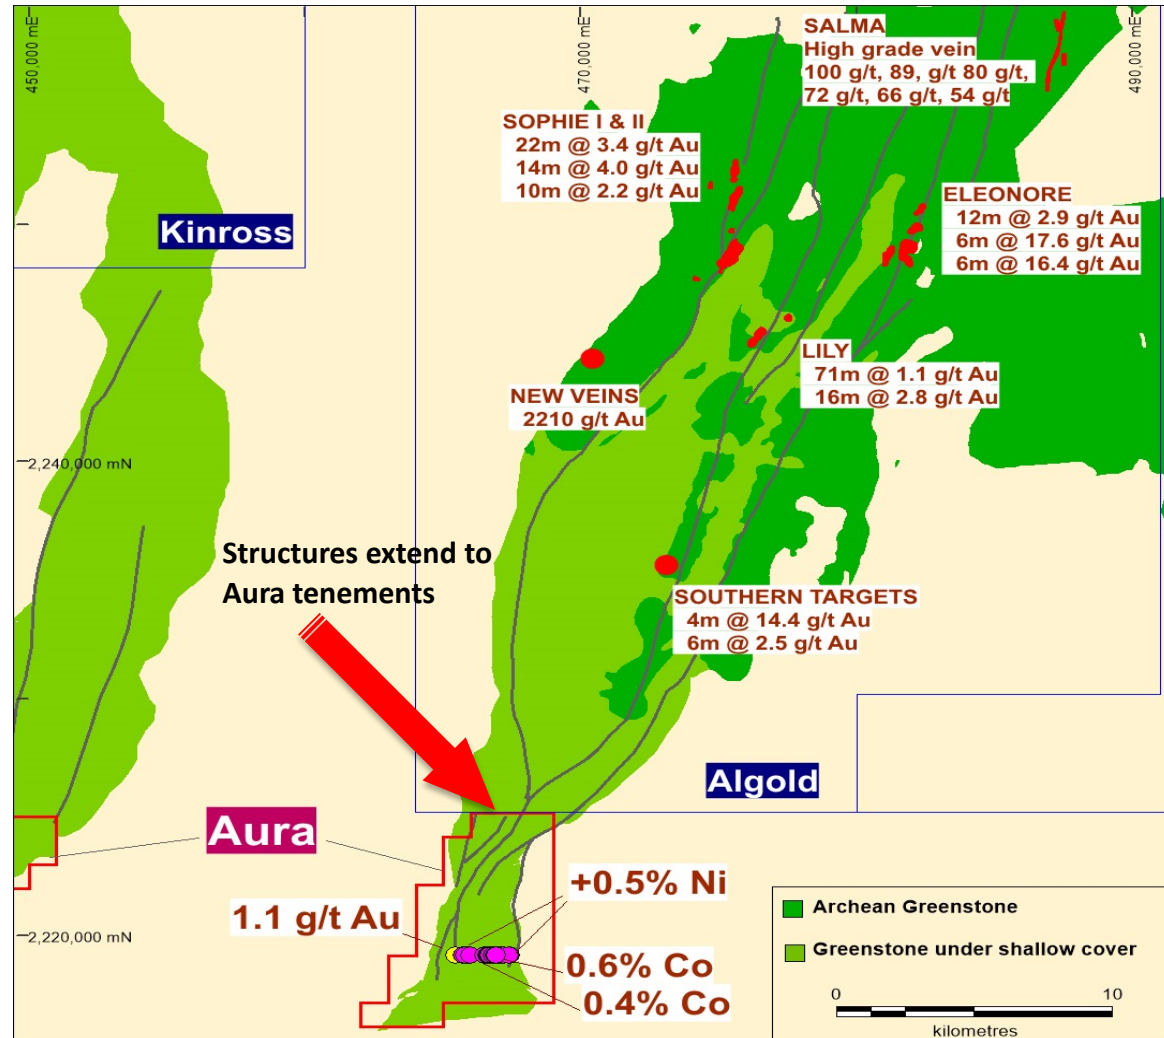 450,000 mE
470,000 mE
490,000 mE
SALMA
High grade vein
100 g/t, 89, g/t 80 g/t,
72 g/t, 66 g/t, 54 g/t
SOPHIE I & II
22m @ 3.4 g/t Au
14m @ 4.0 g/t Au
10m @ 2.2 g/t Au
Kinross
ELEONORE
12m @ 2.9 g/t Au
6m @ 17.6 g/t Au
6m @ 16.4 g/t Au
LILY
71m @ 1.1 g/t Au
16m @ 2.8 g/t Au
NEW VEINS
2210 g/t Au
2,240,000 mN
Structures extend to
Aura tenements
SOUTHERN TARGETS
4m @ 14.4 g/t Au
6m @ 2.5 g/t Au
Algold
Aura
+0.5% Ni
1.1 g/t Au
2,220,000 mN
0.6% Co
0.4% Co
Archean Greenstone
Greenstone under shallow cover
0 10
kilometres